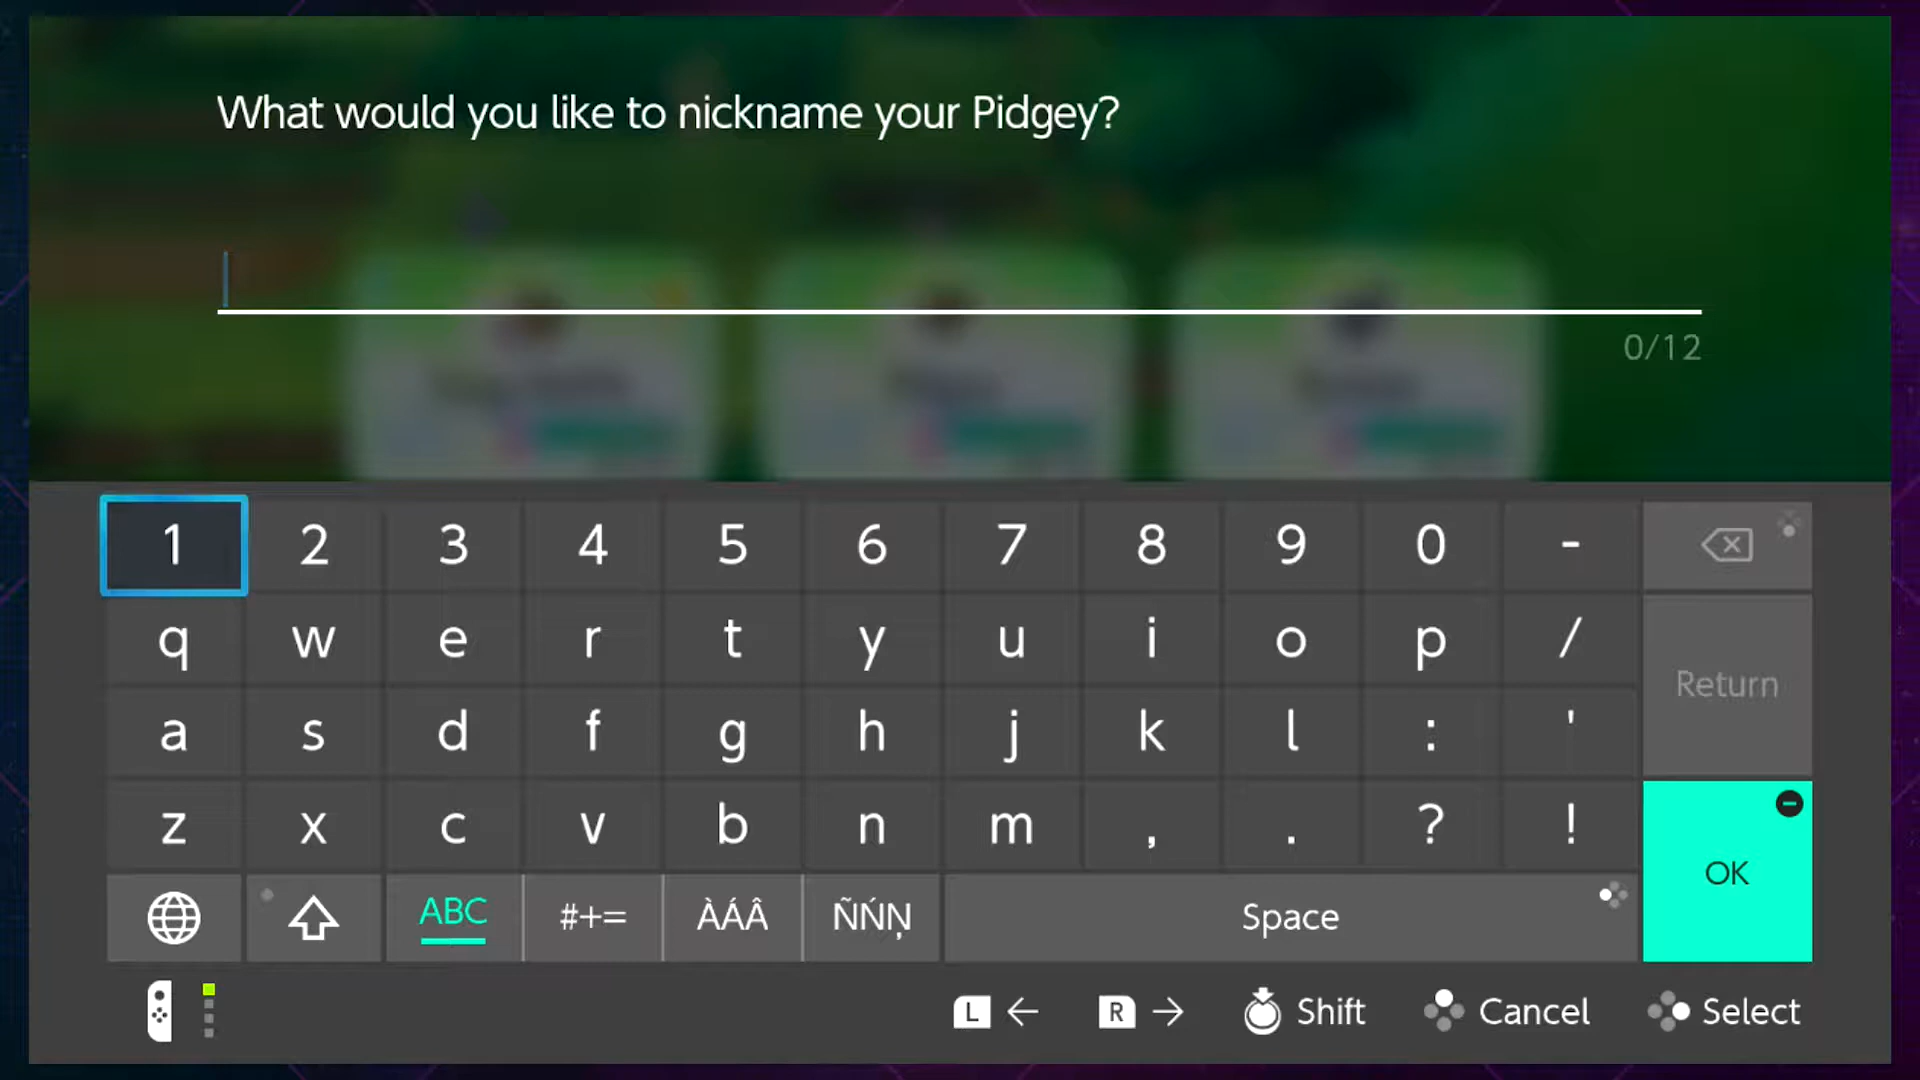 What would you like to nickname your Pidgey?
0/12
1 2 3 4 5 6 7 8 9 0 -
q w e r t y u i o p /
Return
a s d f g h j k l : '
z x c v b n m , . ? !
OK
ABC #+= ÀÁÂ ÑŃŅ Space
L ← R → Shift Cancel Select